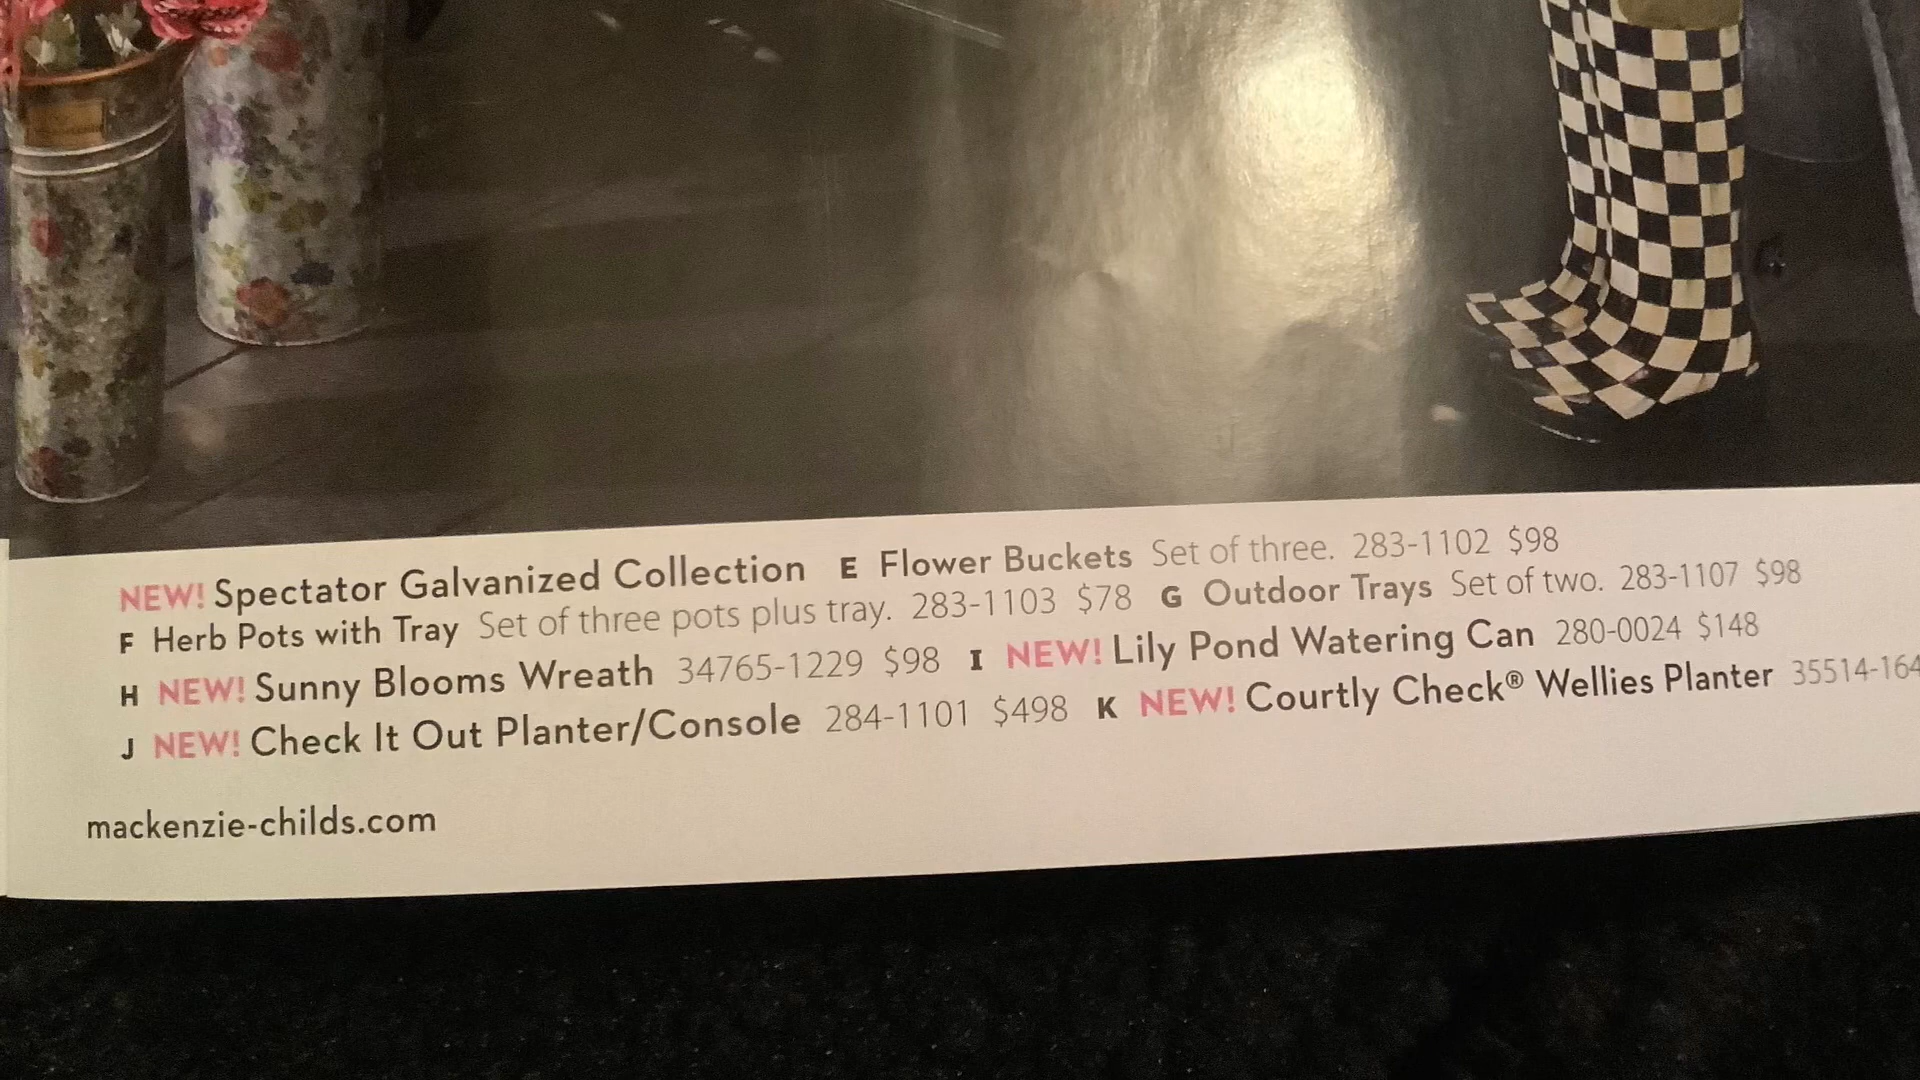 NEW! Spectator Galvanized Collection E Flower Buckets Set of three. 283-1102 $98
F Herb Pots with Tray Set of three pots plus tray. 283-1103 $78 G Outdoor Trays Set of two. 283-1107 $98
H NEW! Sunny Blooms Wreath 34765-1229 $98 I NEW! Lily Pond Watering Can 280-0024 $148
J NEW! Check It Out Planter/Console 284-1101 $498 K NEW! Courtly Check® Wellies Planter 35514-164
mackenzie-childs.com